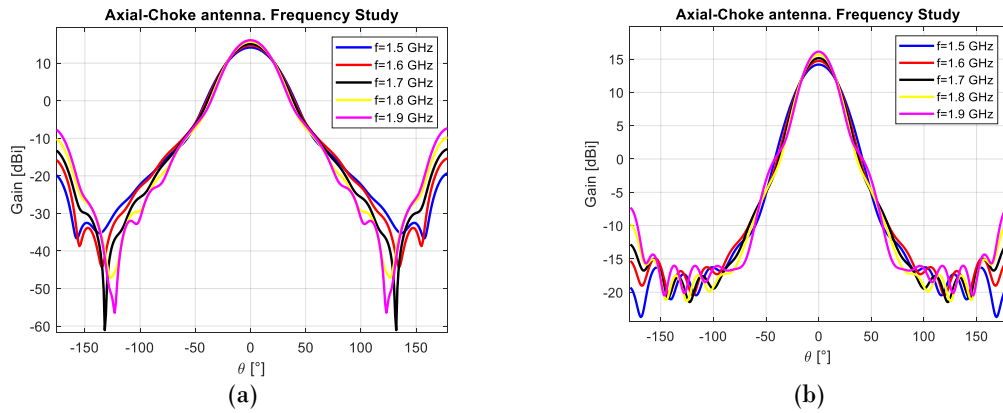 Axial-Choke antenna. Frequency Study
f=1.5 GHz
f=1.6 GHz
f=1.7 GHz
f=1.8 GHz
f=1.9 GHz
10
0
-10
-20
-30
-40
-50
-60
Gain [dBi]
-150 -100 -50 0 50 100 150
θ [°]
(a)
Axial-Choke antenna. Frequency Study
f=1.5 GHz
f=1.6 GHz
f=1.7 GHz
f=1.8 GHz
f=1.9 GHz
15
10
5
0
-5
-10
-15
-20
Gain [dBi]
-150 -100 -50 0 50 100 150
θ [°]
(b)